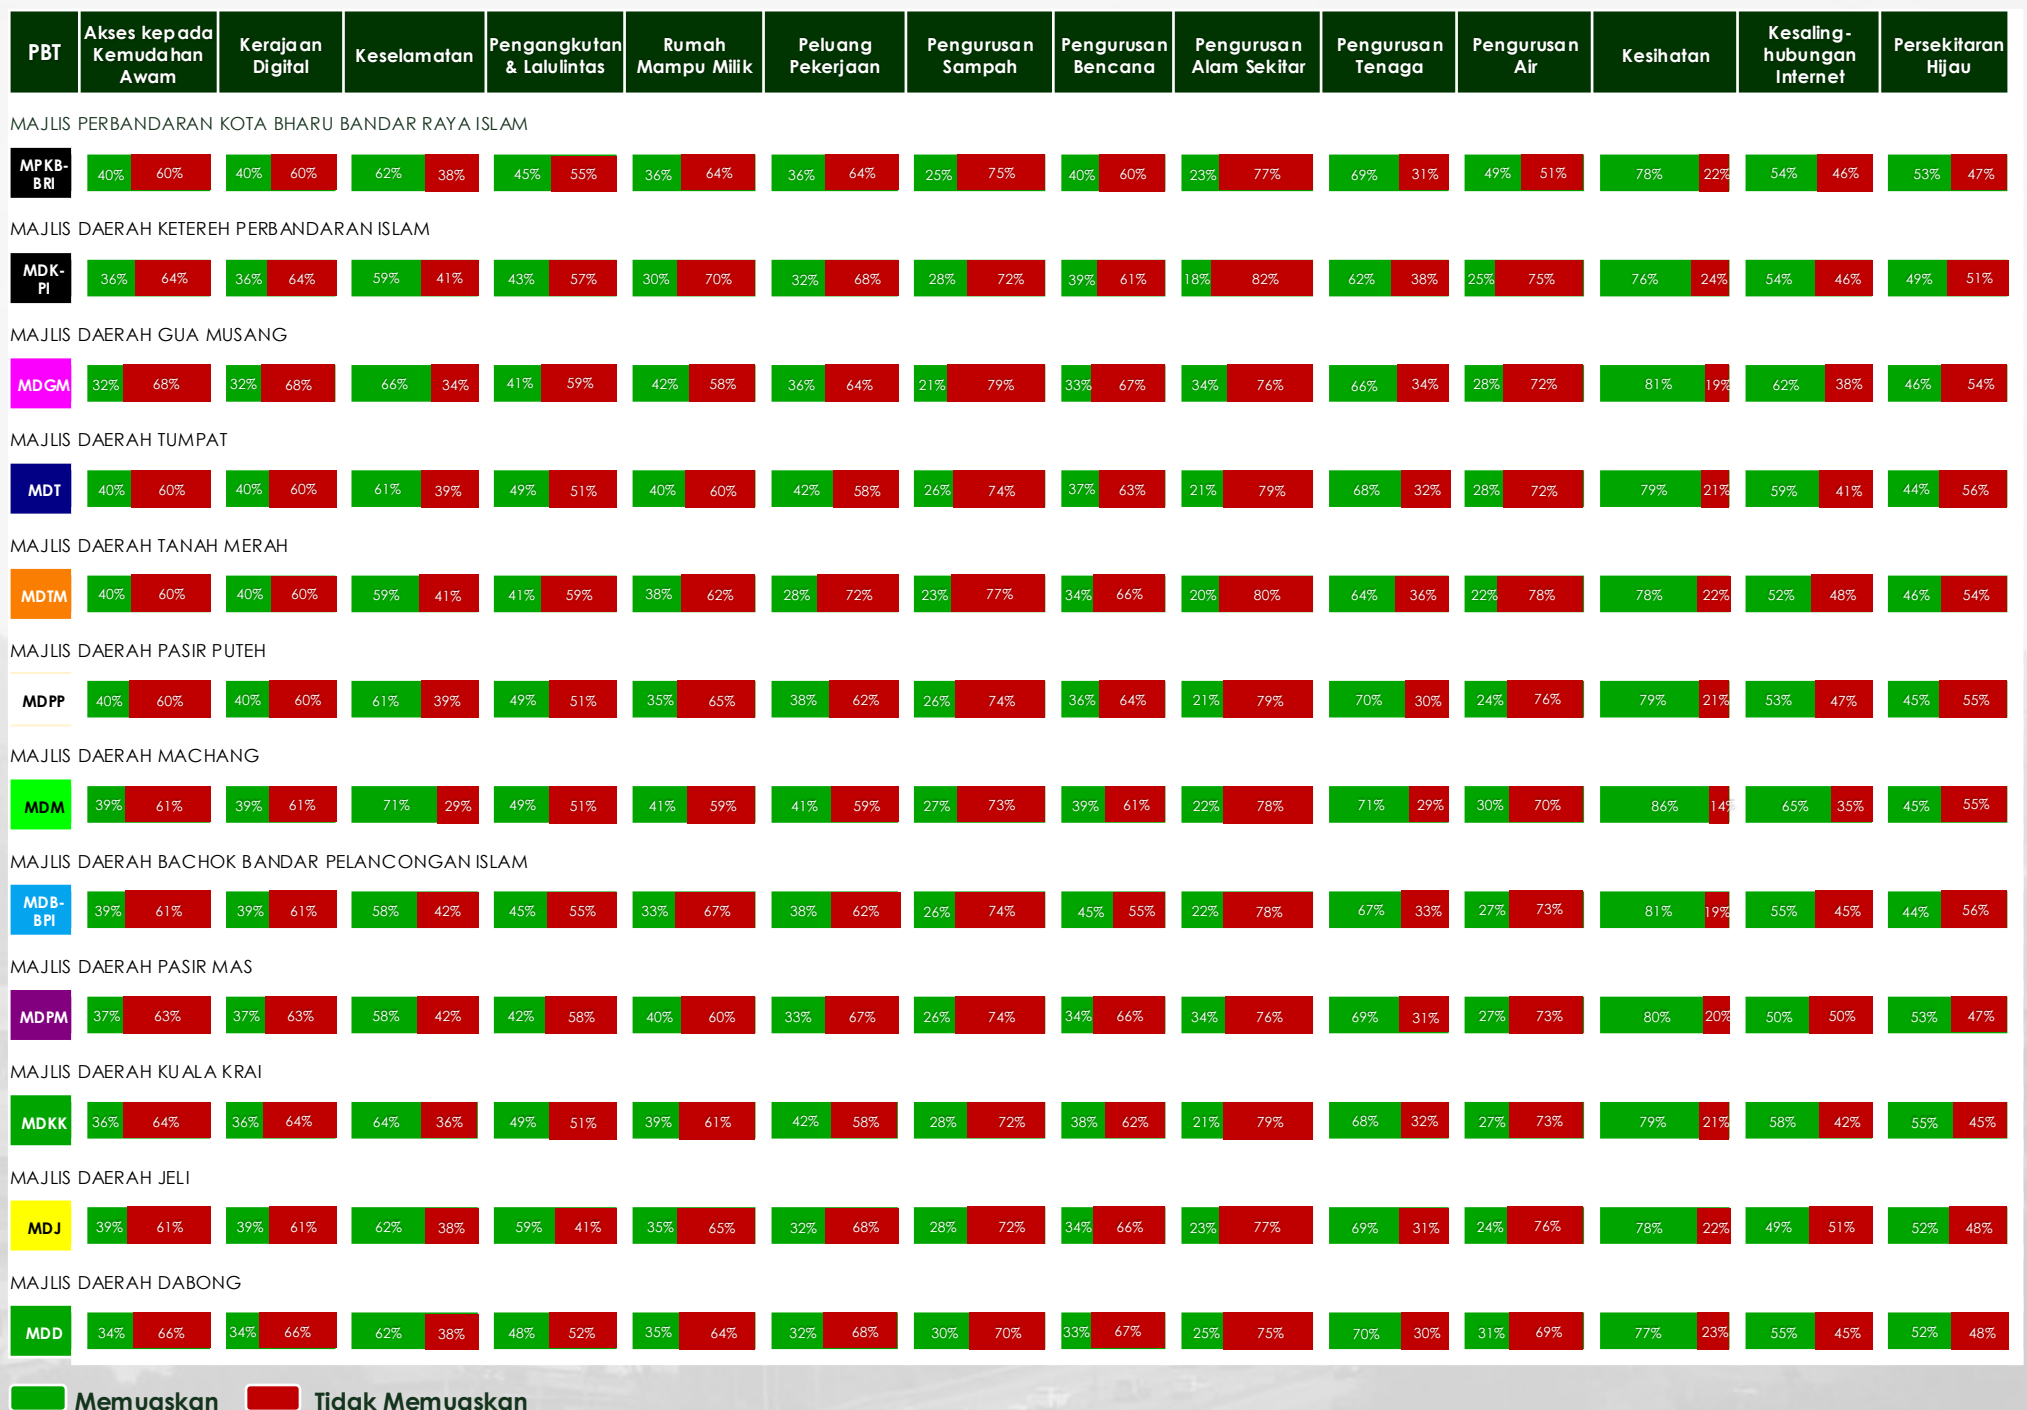 PBT
Akses kepada
Kemudahan
Awam
Kerajaan
Digital
Keselamatan
Pengangkutan
& Lalulintas
Rumah
Mampu Milik
Peluang
Pekerjaan
Pengurusan
Sampah
Pengurusan
Bencana
Pengurusan
Alam Sekitar
Pengurusan
Tenaga
Pengurusan
Air
Kesihatan
Kesaling-
hubungan
Internet
Persekitaran
Hijau
MAJLIS PERBANDARAN KOTA BHARU BANDAR RAYA ISLAM
MPKB-
BRI
40% 60% 40% 60% 62% 38% 45% 55% 36% 64% 36% 64% 25% 75% 40% 60% 23% 77% 69% 31% 49% 51% 78% 22% 54% 46% 53% 47%
MAJLIS DAERAH KETEREH PERBANDARAN ISLAM
MDK-
PI
36% 64% 36% 64% 59% 41% 43% 57% 30% 70% 32% 68% 28% 72% 39% 61% 18% 82% 62% 38% 25% 75% 76% 24% 54% 46% 49% 51%
MAJLIS DAERAH GUA MUSANG
MDGM 32% 68% 32% 68% 66% 34% 41% 59% 42% 58% 36% 64% 21% 79% 33% 67% 34% 76% 66% 34% 28% 72% 81% 19% 62% 38% 46% 54%
MAJLIS DAERAH TUMPAT
MDT 40% 60% 40% 60% 61% 39% 49% 51% 40% 60% 42% 58% 26% 74% 37% 63% 21% 79% 68% 32% 28% 72% 79% 21% 59% 41% 44% 56%
MAJLIS DAERAH TANAH MERAH
MDTM 40% 60% 40% 60% 59% 41% 41% 59% 38% 62% 28% 72% 23% 77% 34% 66% 20% 80% 64% 36% 22% 78% 78% 22% 52% 48% 46% 54%
MAJLIS DAERAH PASIR PUTEH
MDPP 40% 60% 40% 60% 61% 39% 49% 51% 35% 65% 38% 62% 26% 74% 36% 64% 21% 79% 70% 30% 24% 76% 79% 21% 53% 47% 45% 55%
MAJLIS DAERAH MACHANG
MDM 39% 61% 39% 61% 71% 29% 49% 51% 41% 59% 41% 59% 27% 73% 39% 61% 22% 78% 71% 29% 30% 70% 86% 14% 65% 35% 45% 55%
MAJLIS DAERAH BACHOK BANDAR PELANCONGAN ISLAM
MDB-
BPI
39% 61% 39% 61% 58% 42% 45% 55% 33% 67% 38% 62% 26% 74% 45% 55% 22% 78% 67% 33% 27% 73% 81% 19% 55% 45% 44% 56%
MAJLIS DAERAH PASIR MAS
MDPM 37% 63% 37% 63% 58% 42% 42% 58% 40% 60% 33% 67% 26% 74% 34% 66% 34% 76% 69% 31% 27% 73% 80% 20% 50% 50% 53% 47%
MAJLIS DAERAH KUALA KRAI
MDKK 36% 64% 36% 64% 64% 36% 49% 51% 39% 61% 42% 58% 28% 72% 38% 62% 21% 79% 68% 32% 27% 73% 79% 21% 58% 42% 55% 45%
MAJLIS DAERAH JELI
MDJ 39% 61% 39% 61% 62% 38% 59% 41% 35% 65% 32% 68% 28% 72% 34% 66% 23% 77% 69% 31% 24% 76% 78% 22% 49% 51% 52% 48%
MAJLIS DAERAH DABONG
MDD 34% 66% 34% 66% 62% 38% 48% 52% 35% 64% 32% 68% 30% 70% 33% 67% 25% 75% 70% 30% 31% 69% 77% 23% 55% 45% 52% 48%
Memuaskan Tidak Memuaskan